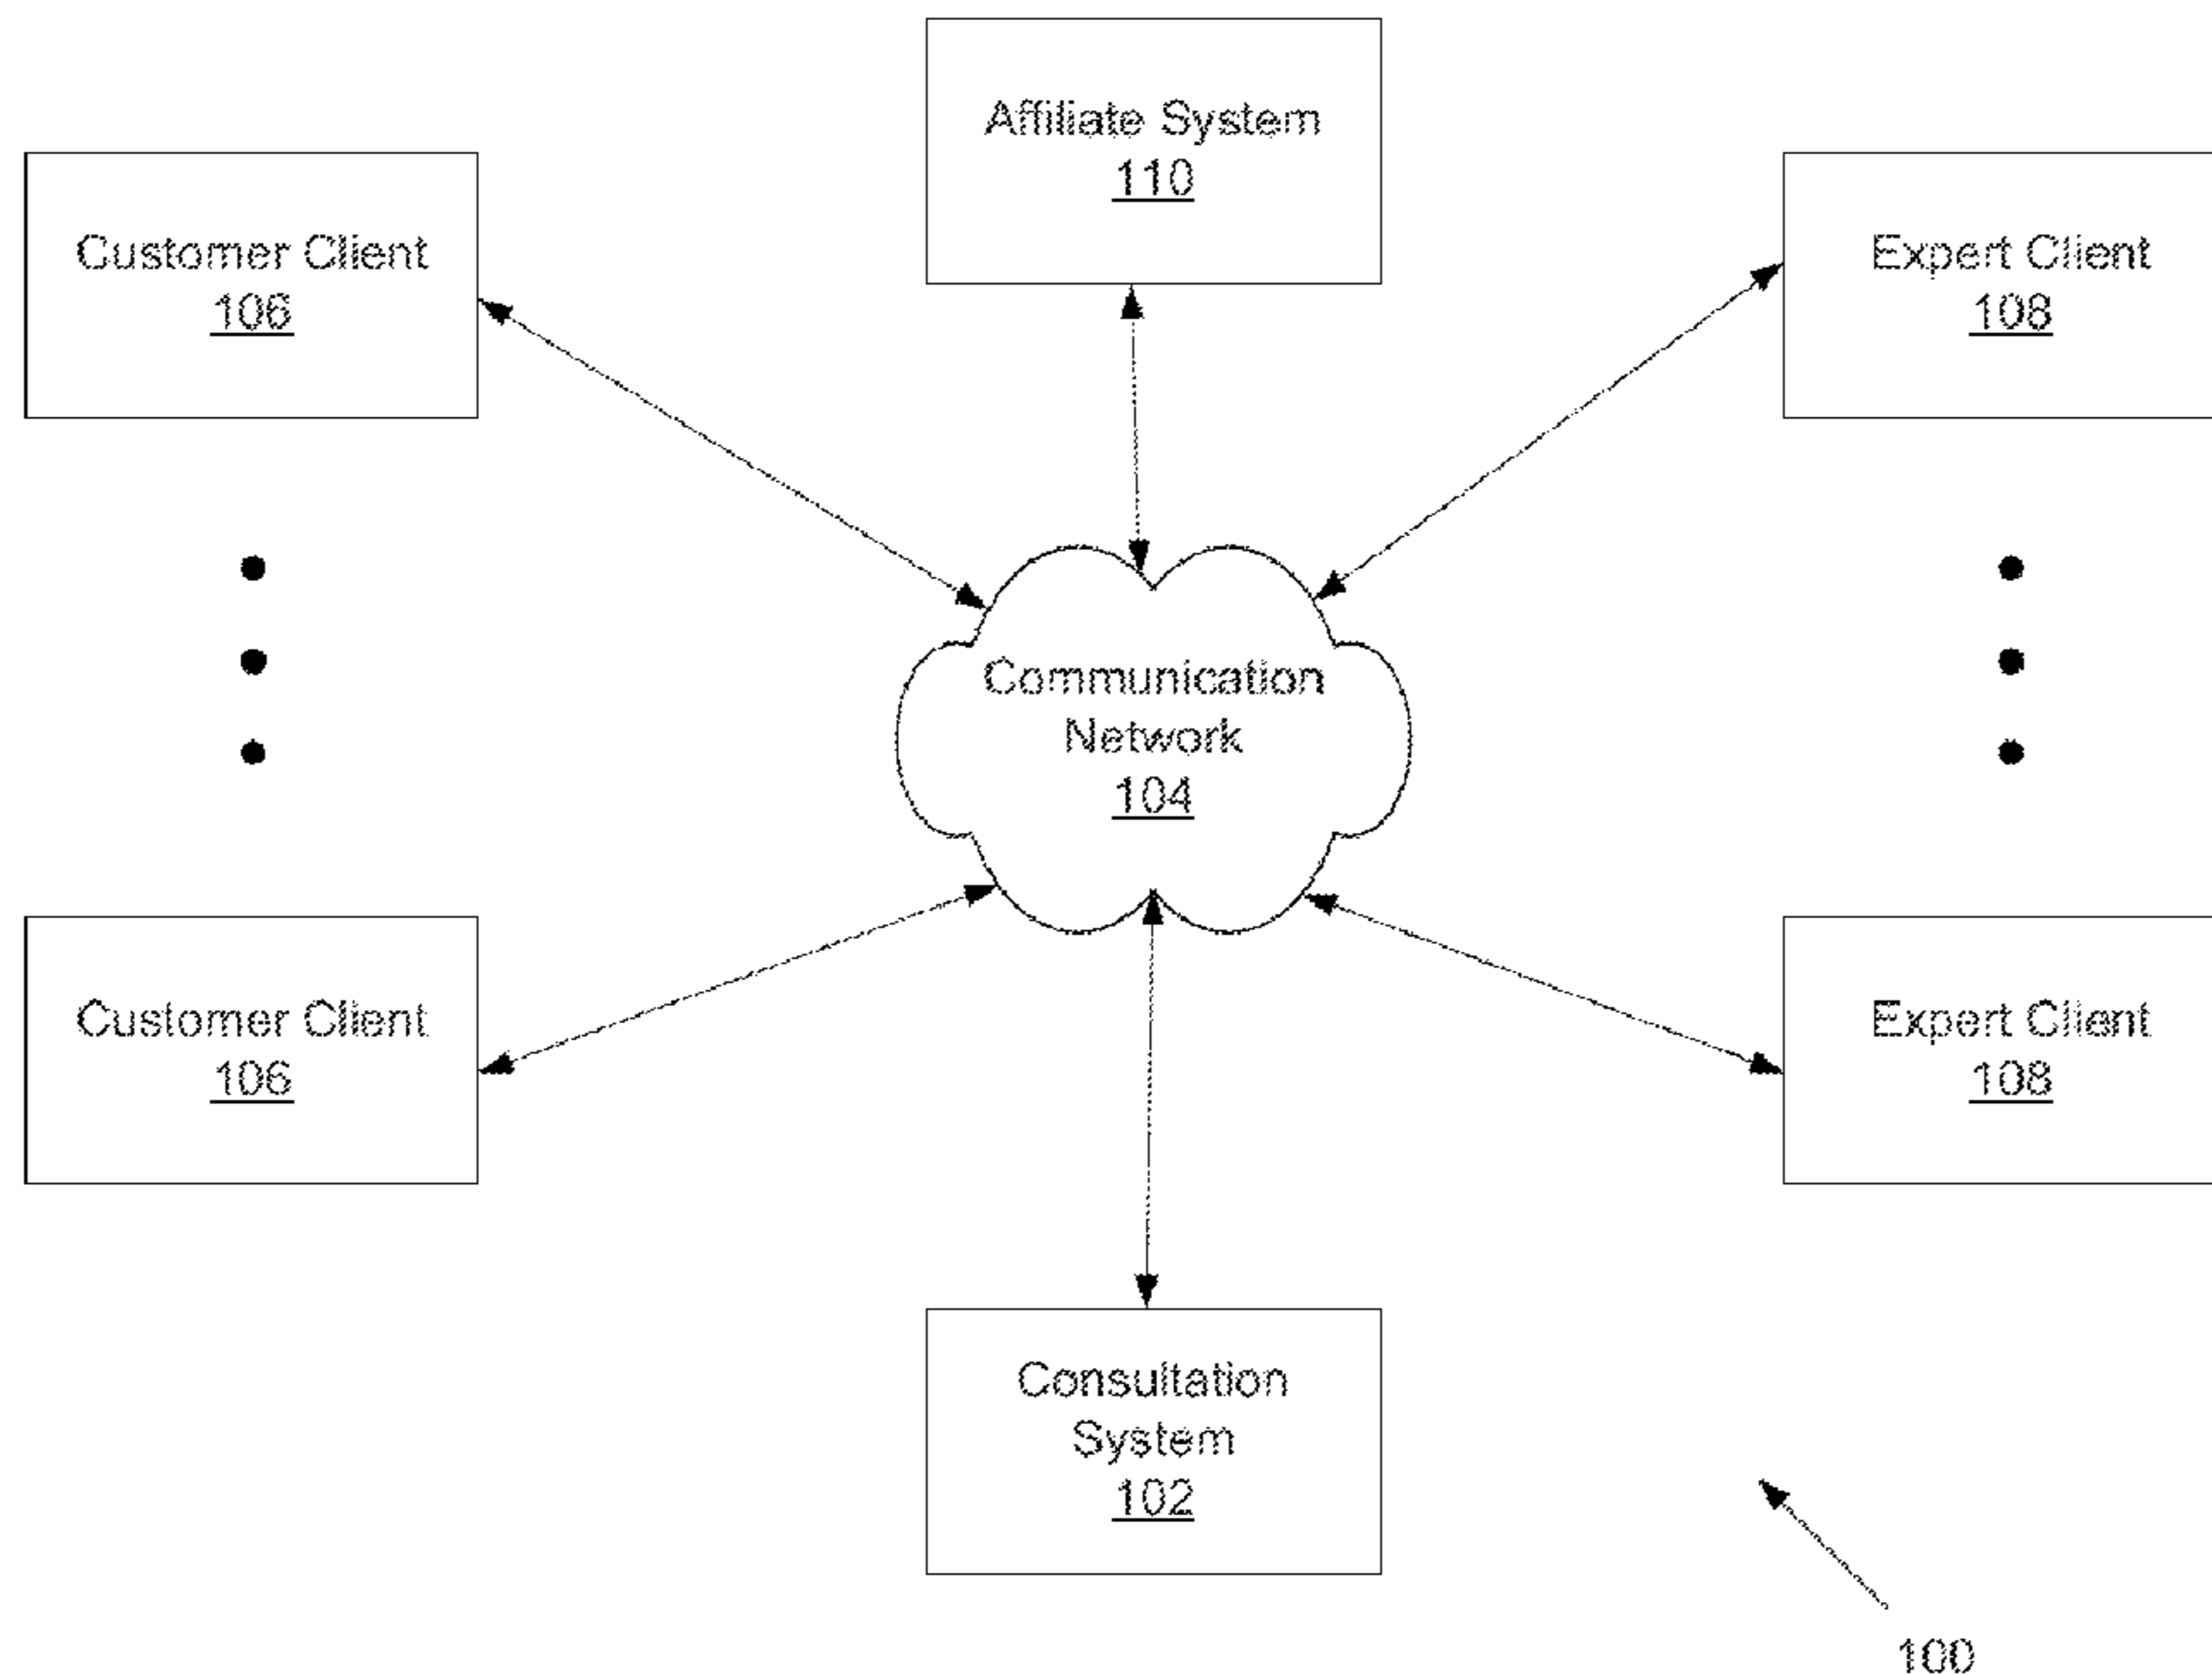 Affiliate System
110
Customer Client
106
Expert Client
108
Communication
Network
104
Customer Client
106
Expert Client
108
Consultation
System
102
100